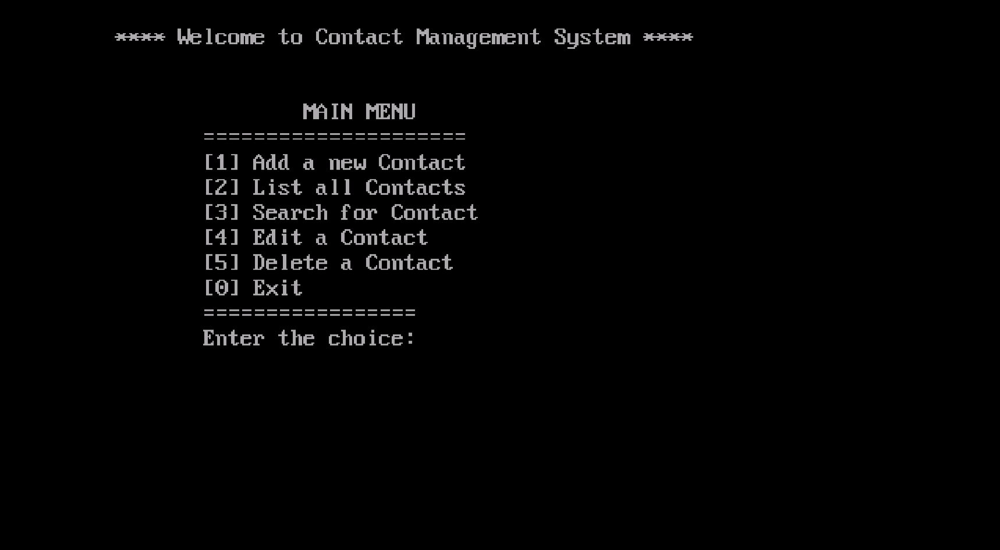 **** Welcome to Contact Management System ****
MAIN MENU
=====================
[1] Add a new Contact
[2] List all Contacts
[3] Search for Contact
[4] Edit a Contact
[5] Delete a Contact
[0] Exit
=================
Enter the choice: